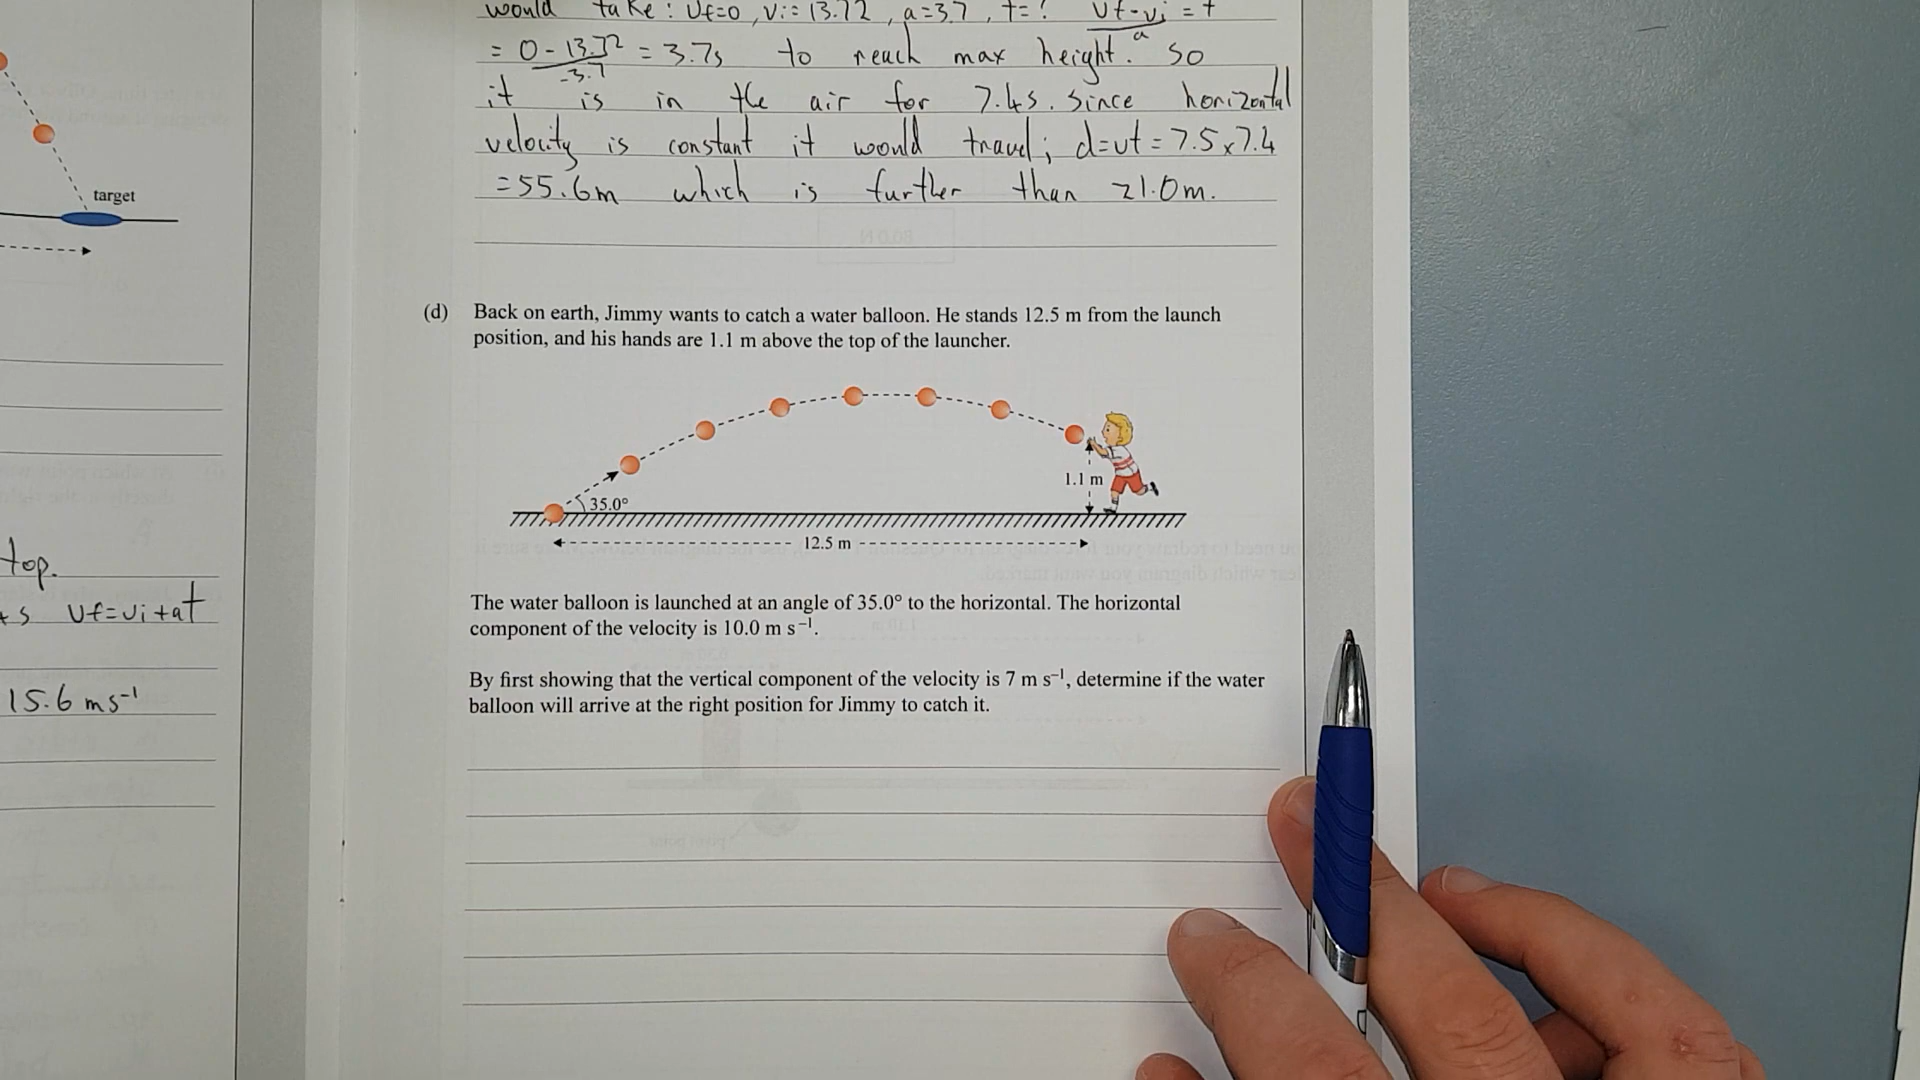 would take: Vf=0, Vi= 13.72, a=3.7, t=? Vf-Vi/a = t
= 0-13.72/-3.7 = 3.7s to reach max height. so
it is in the air for 7.4s. Since horizontal
velocity is constant it would travel; d=vt = 7.5x7.4
=55.6m which is further than 21.0m.
target
(d) Back on earth, Jimmy wants to catch a water balloon. He stands 12.5 m from the launch
position, and his hands are 1.1 m above the top of the launcher.
1.1 m
35.0°
12.5 m
The water balloon is launched at an angle of 35.0° to the horizontal. The horizontal
component of the velocity is 10.0 m s⁻¹.
By first showing that the vertical component of the velocity is 7 m s⁻¹, determine if the water
balloon will arrive at the right position for Jimmy to catch it.
top.
s Vf=Vi+at
15.6 ms⁻¹